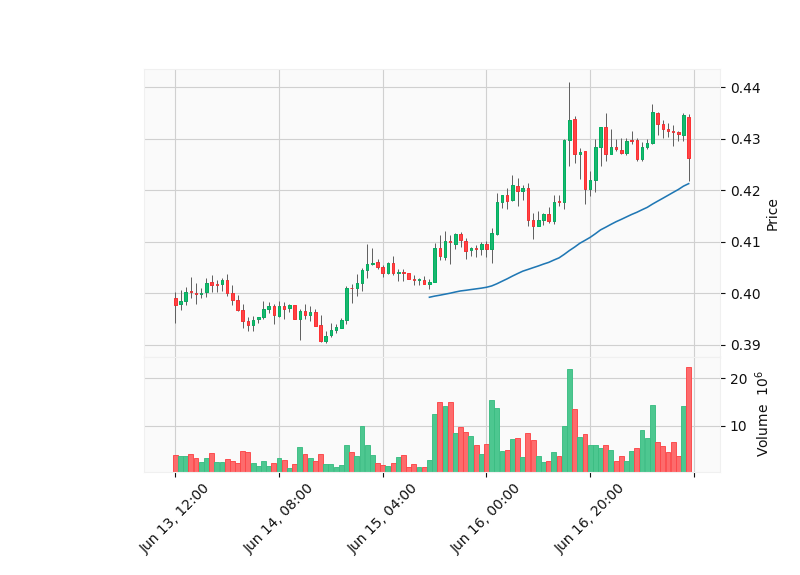 0.44
0.43
0.42
0.41
0.40
0.39
Price
20
10
Volume 10^6
Jun 13, 12:00
Jun 14, 08:00
Jun 15, 04:00
Jun 16, 00:00
Jun 16, 20:00